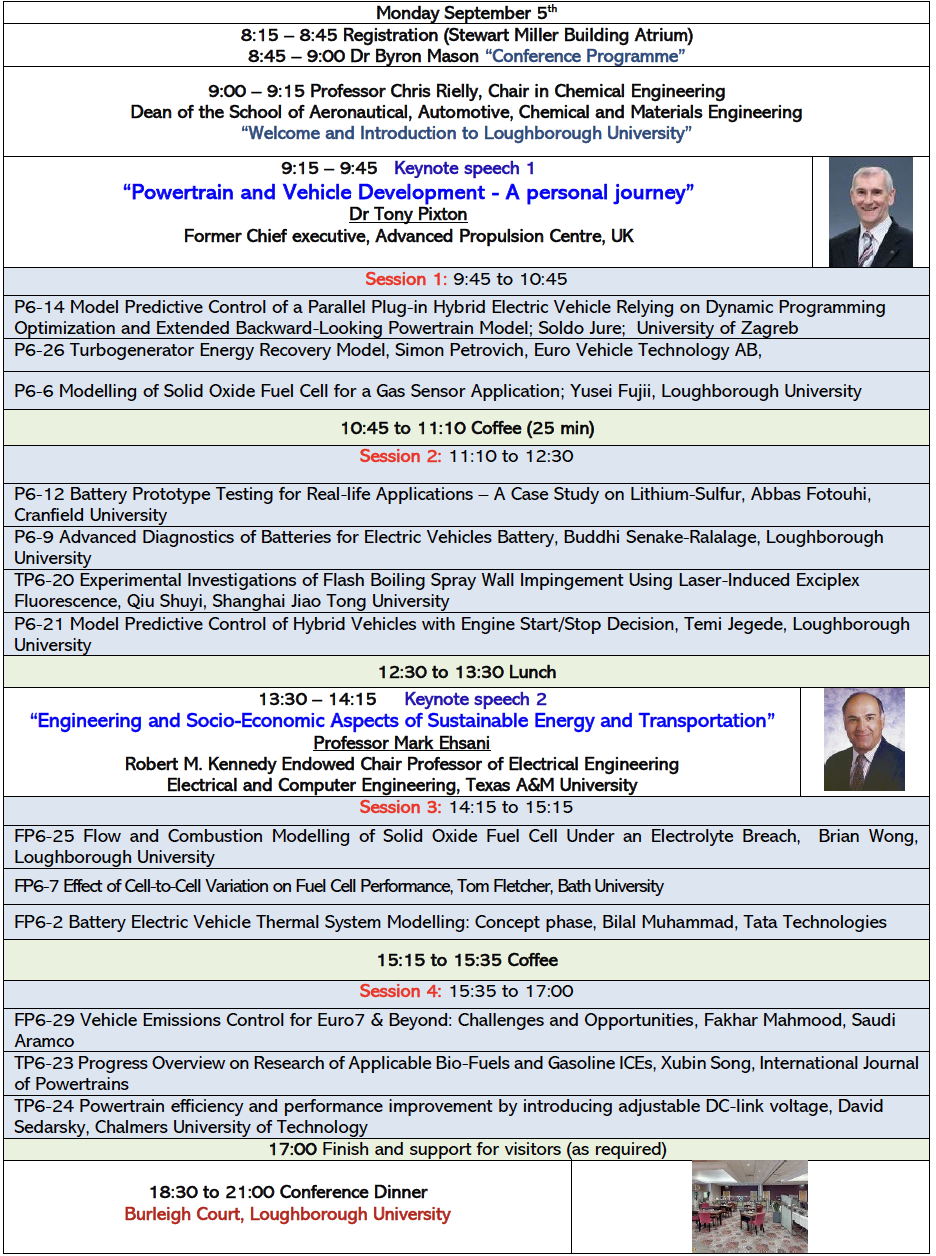 Monday September 5th
8:15 – 8:45 Registration (Stewart Miller Building Atrium)
8:45 – 9:00 Dr Byron Mason “Conference Programme”
9:00 – 9:15 Professor Chris Rielly, Chair in Chemical Engineering
Dean of the School of Aeronautical, Automotive, Chemical and Materials Engineering
“Welcome and Introduction to Loughborough University”
9:15 – 9:45 Keynote speech 1
“Powertrain and Vehicle Development - A personal journey”
Dr Tony Pixton
Former Chief executive, Advanced Propulsion Centre, UK
Session 1: 9:45 to 10:45
P6-14 Model Predictive Control of a Parallel Plug-in Hybrid Electric Vehicle Relying on Dynamic Programming
Optimization and Extended Backward-Looking Powertrain Model; Soldo Jure; University of Zagreb
P6-26 Turbogenerator Energy Recovery Model, Simon Petrovich, Euro Vehicle Technology AB,
P6-6 Modelling of Solid Oxide Fuel Cell for a Gas Sensor Application; Yusei Fujii, Loughborough University
10:45 to 11:10 Coffee (25 min)
Session 2: 11:10 to 12:30
P6-12 Battery Prototype Testing for Real-life Applications – A Case Study on Lithium-Sulfur, Abbas Fotouhi,
Cranfield University
P6-9 Advanced Diagnostics of Batteries for Electric Vehicles Battery, Buddhi Senake-Ralalage, Loughborough
University
TP6-20 Experimental Investigations of Flash Boiling Spray Wall Impingement Using Laser-Induced Exciplex
Fluorescence, Qiu Shuyi, Shanghai Jiao Tong University
P6-21 Model Predictive Control of Hybrid Vehicles with Engine Start/Stop Decision, Temi Jegede, Loughborough
University
12:30 to 13:30 Lunch
13:30 – 14:15 Keynote speech 2
“Engineering and Socio-Economic Aspects of Sustainable Energy and Transportation”
Professor Mark Ehsani
Robert M. Kennedy Endowed Chair Professor of Electrical Engineering
Electrical and Computer Engineering, Texas A&M University
Session 3: 14:15 to 15:15
FP6-25 Flow and Combustion Modelling of Solid Oxide Fuel Cell Under an Electrolyte Breach, Brian Wong,
Loughborough University
FP6-7 Effect of Cell-to-Cell Variation on Fuel Cell Performance, Tom Fletcher, Bath University
FP6-2 Battery Electric Vehicle Thermal System Modelling: Concept phase, Bilal Muhammad, Tata Technologies
15:15 to 15:35 Coffee
Session 4: 15:35 to 17:00
FP6-29 Vehicle Emissions Control for Euro7 & Beyond: Challenges and Opportunities, Fakhar Mahmood, Saudi
Aramco
TP6-23 Progress Overview on Research of Applicable Bio-Fuels and Gasoline ICEs, Xubin Song, International Journal
of Powertrains
TP6-24 Powertrain efficiency and performance improvement by introducing adjustable DC-link voltage, David
Sedarsky, Chalmers University of Technology
17:00 Finish and support for visitors (as required)
18:30 to 21:00 Conference Dinner
Burleigh Court, Loughborough University